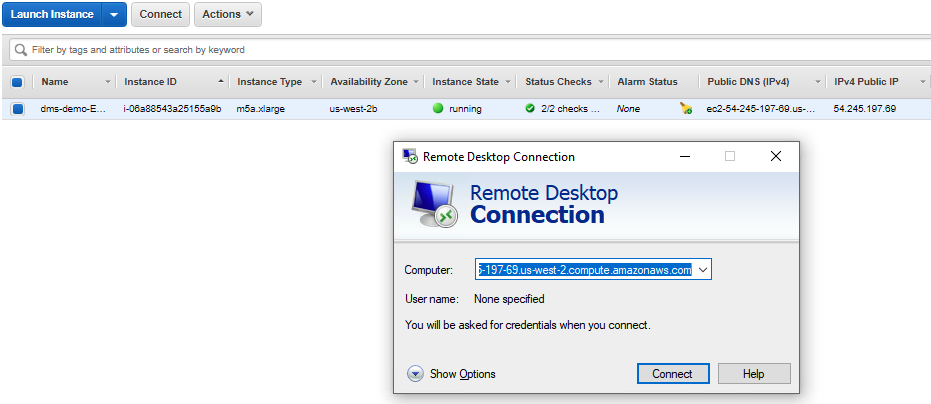 Launch Instance Connect Actions
Filter by tags and attributes or search by keyword
Name Instance ID Instance Type Availability Zone Instance State Status Checks Alarm Status Public DNS (IPv4) IPv4 Public IP
dms-demo-E... i-06a88543a25155a9b m5a.xlarge us-west-2b running 2/2 checks ... None ec2-54-245-197-69.us-... 54.245.197.69
Remote Desktop Connection
Remote Desktop
Connection
Computer: 5-197-69.us-west-2.compute.amazonaws.com
User name: None specified
You will be asked for credentials when you connect.
Show Options Connect Help